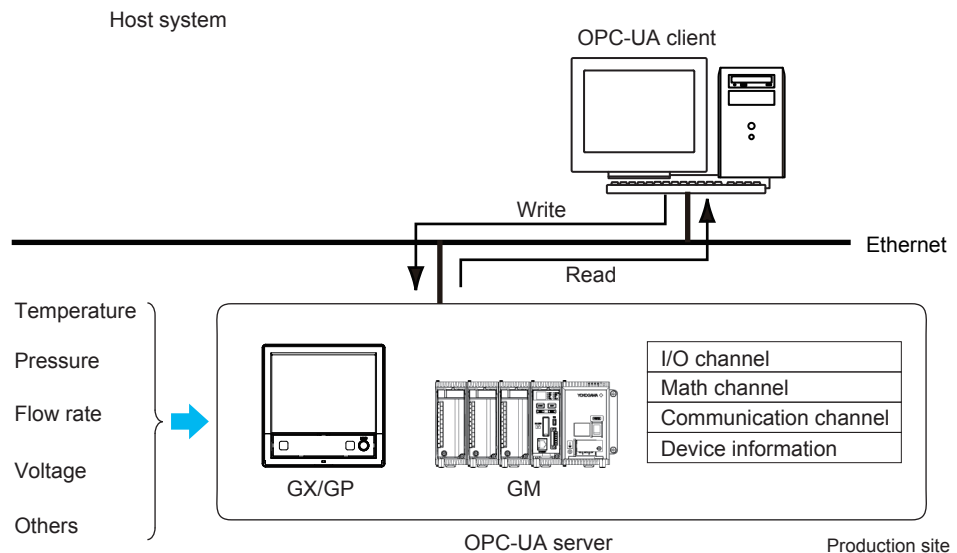 Host system
OPC-UA client
Write
Ethernet
Read
Temperature
Pressure
Flow rate
Voltage
Others
I/O channel
Math channel
Communication channel
Device information
YOKOGAWA
GX/GP
GM
OPC-UA server
Production site